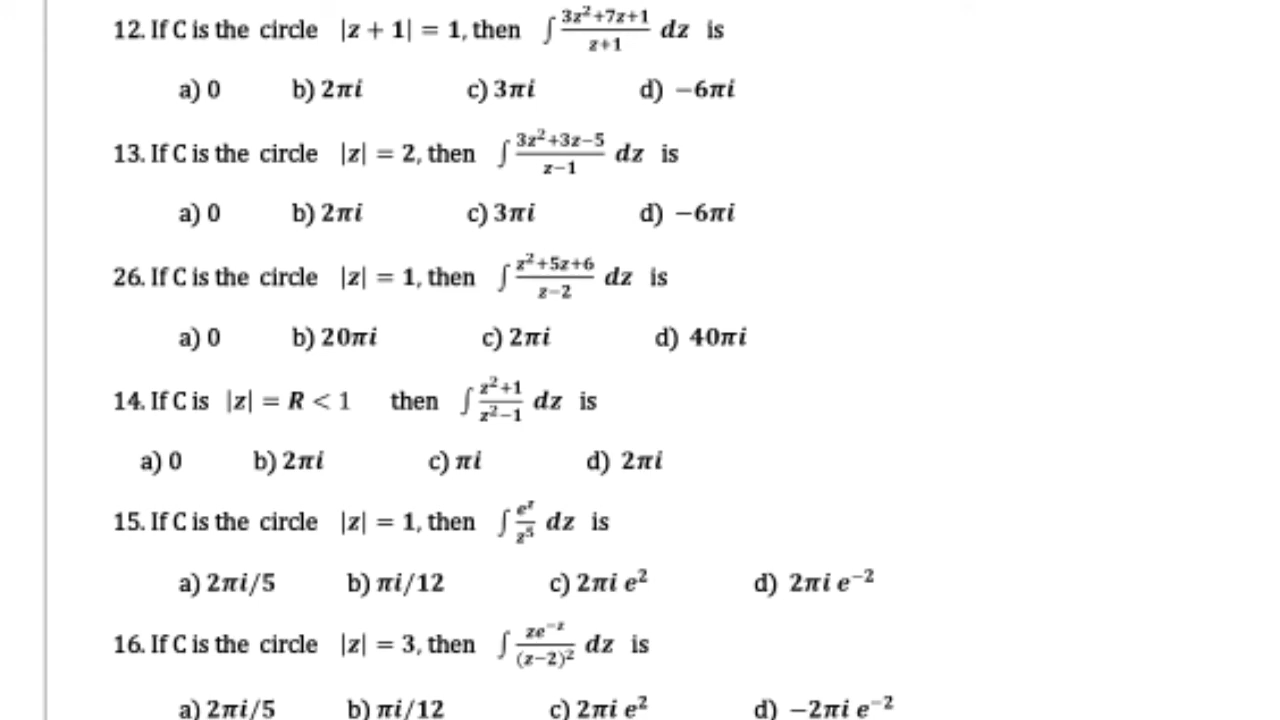 12. If C is the circle |z + 1| = 1, then ∫ (3z²+7z+1)/(z+1) dz is
a) 0 b) 2πi c) 3πi d) −6πi
13. If C is the circle |z| = 2, then ∫ (3z²+3z−5)/(z−1) dz is
a) 0 b) 2πi c) 3πi d) −6πi
26. If C is the circle |z| = 1, then ∫ (z²+5z+6)/(z−2) dz is
a) 0 b) 20πi c) 2πi d) 40πi
14. If C is |z| = R < 1 then ∫ (z²+1)/(z²−1) dz is
a) 0 b) 2πi c) πi d) 2πi
15. If C is the circle |z| = 1, then ∫ e^z/z⁵ dz is
a) 2πi/5 b) πi/12 c) 2πi e² d) 2πi e⁻²
16. If C is the circle |z| = 3, then ∫ ze^−z/(z−2)² dz is
a) 2πi/5 b) πi/12 c) 2πi e² d) −2πi e⁻²